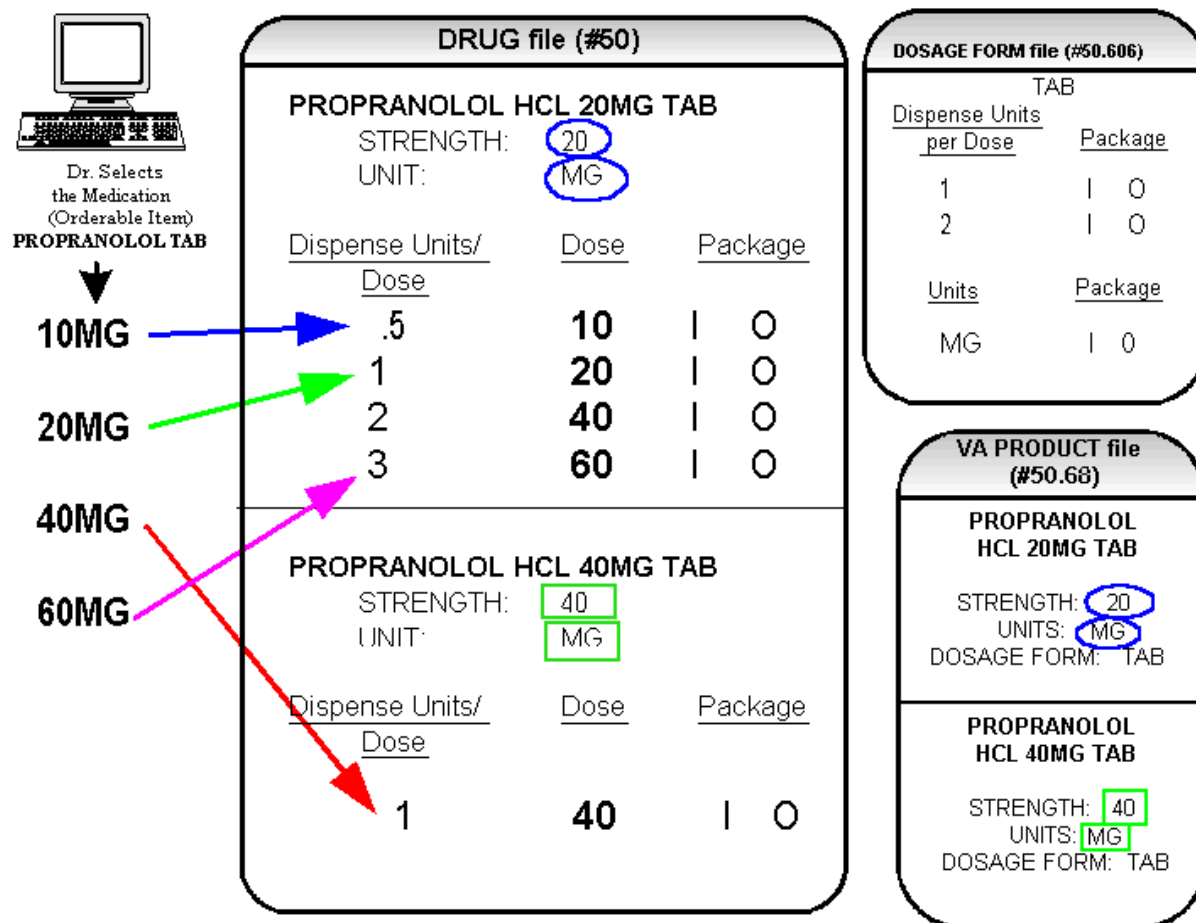 Dr. Selects
the Medication
(Orderable Item)
PROPRANOLOL TAB
10MG
20MG
40MG
60MG
DRUG file (#50)
PROPRANOLOL HCL 20MG TAB
STRENGTH: 20
UNIT: MG
Dispense Units/ Dose Package
Dose
.5 10 I O
1 20 I O
2 40 I O
3 60 I O
PROPRANOLOL HCL 40MG TAB
STRENGTH: 40
UNIT: MG
Dispense Units/ Dose Package
Dose
1 40 I O
DOSAGE FORM file (#50.606)
TAB
Dispense Units
per Dose Package
1 I O
2 I O
Units Package
MG I 0
VA PRODUCT file
(#50.68)
PROPRANOLOL
HCL 20MG TAB
STRENGTH: 20
UNITS: MG
DOSAGE FORM: TAB
PROPRANOLOL
HCL 40MG TAB
STRENGTH: 40
UNITS: MG
DOSAGE FORM: TAB